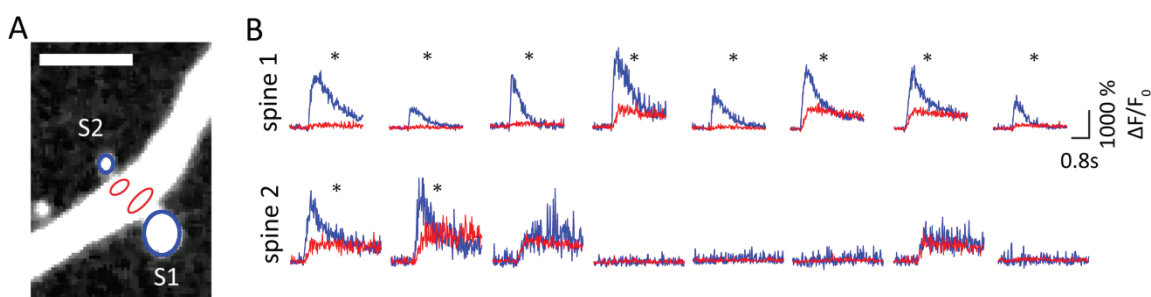 A
S2
S1
B
spine 1
* * * * * * * *
1000 %
ΔF/F0
0.8s
spine 2
* *